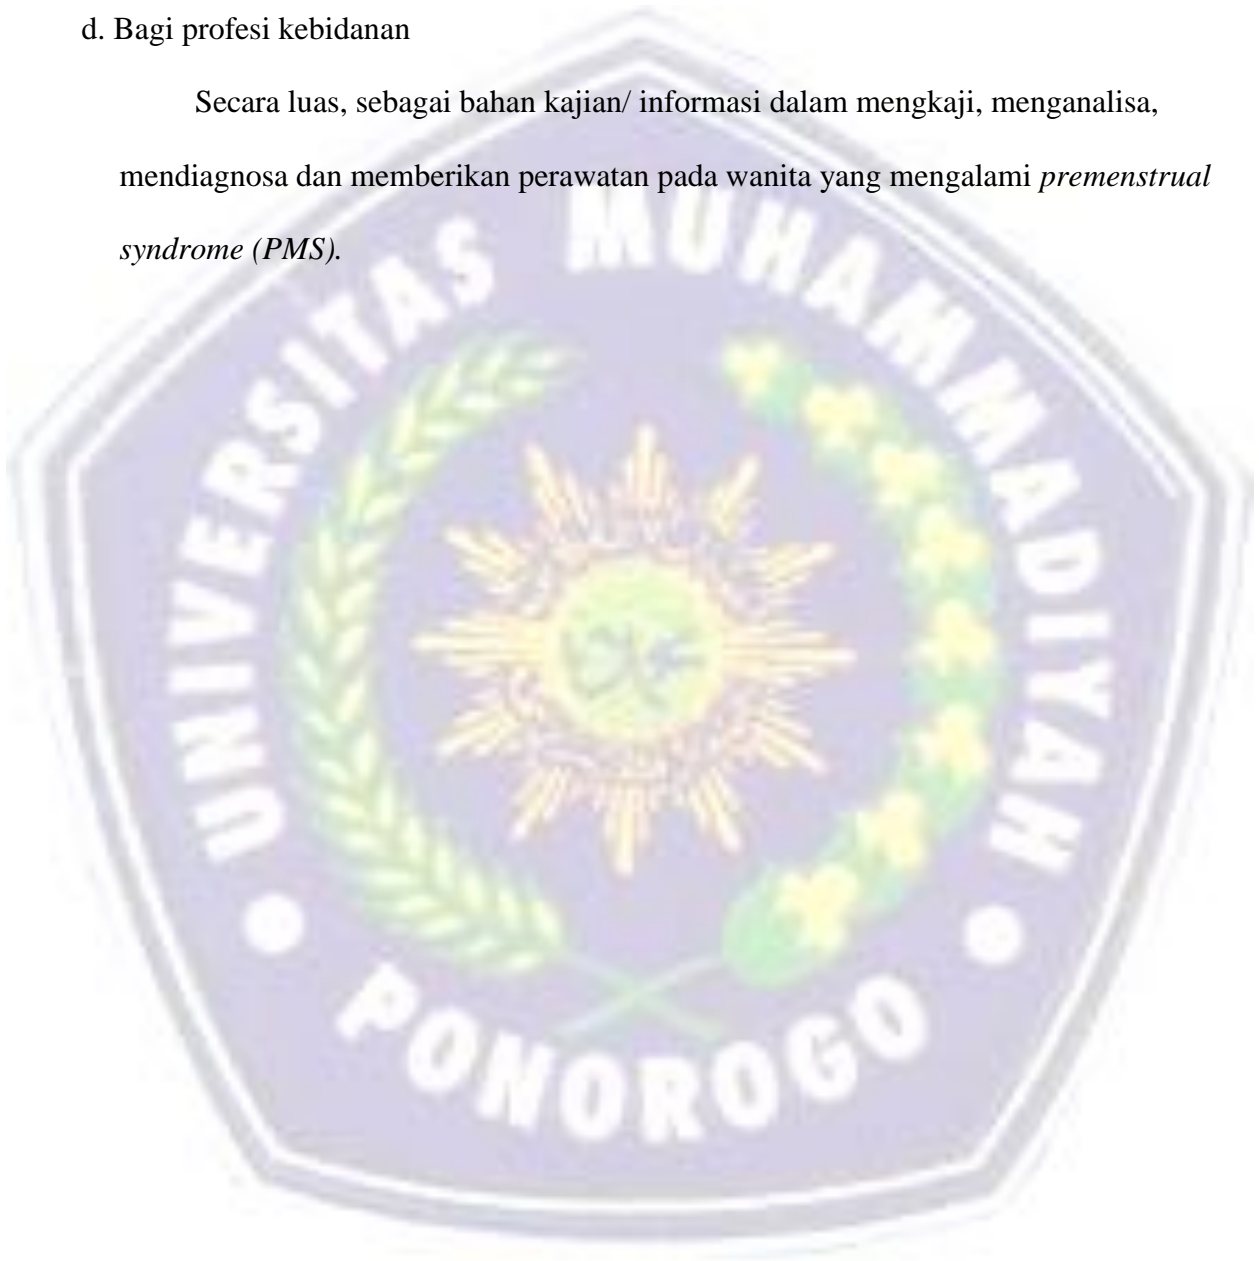 d. Bagi profesi kebidanan
Secara luas, sebagai bahan kajian/ informasi dalam mengkaji, menganalisa,
mendiagnosa dan memberikan perawatan pada wanita yang mengalami premenstrual
syndrome (PMS).
UNIVERSITAS MUHAMMADIYAH
PONOROGO